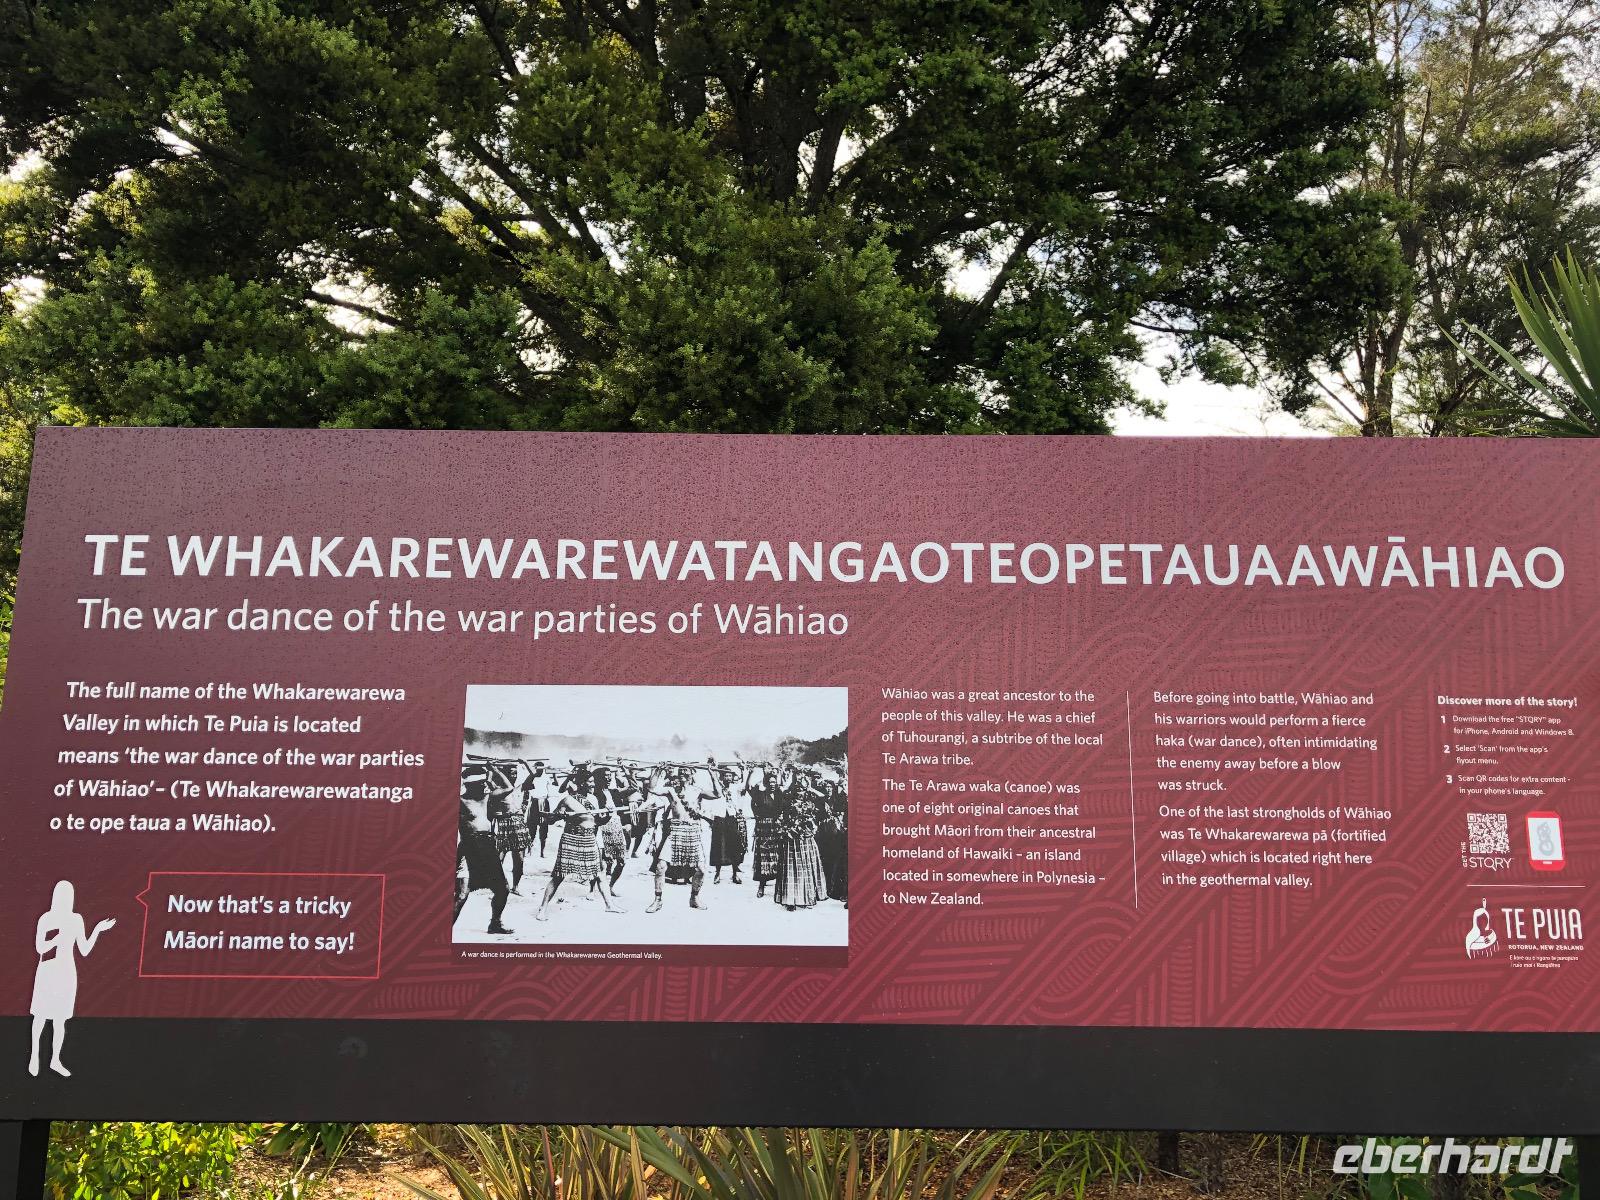 TE WHAKAREWAREWATANGAOTEOPETAUAAWĀHIAO
The war dance of the war parties of Wāhiao
The full name of the Whakarewarewa
Valley in which Te Puia is located
means ‘the war dance of the war parties
of Wāhiao’– (Te Whakarewarewatanga
o te ope taua a Wāhiao).
Now that's a tricky
Māori name to say!
A war dance is performed in the Whakarewarewa Geothermal Valley.
Wāhiao was a great ancestor to the
people of this valley. He was a chief
of Tuhourangi, a subtribe of the local
Te Arawa tribe.
The Te Arawa waka (canoe) was
one of eight original canoes that
brought Māori from their ancestral
homeland of Hawaiki – an island
located in somewhere in Polynesia –
to New Zealand.
Before going into battle, Wāhiao and
his warriors would perform a fierce
haka (war dance), often intimidating
the enemy away before a blow
was struck.
One of the last strongholds of Wāhiao
was Te Whakarewarewa pā (fortified
village) which is located right here
in the geothermal valley.
Discover more of the story!
1 Download the free "STQRY" app
for iPhone, Android and Windows 8.
2 Select 'Scan' from the app's
flyout menu.
3 Scan QR codes for extra content -
in your phone's language.
GET THE
STQRY
TE PUIA
ROTORUA, NEW ZEALAND
eberhardt